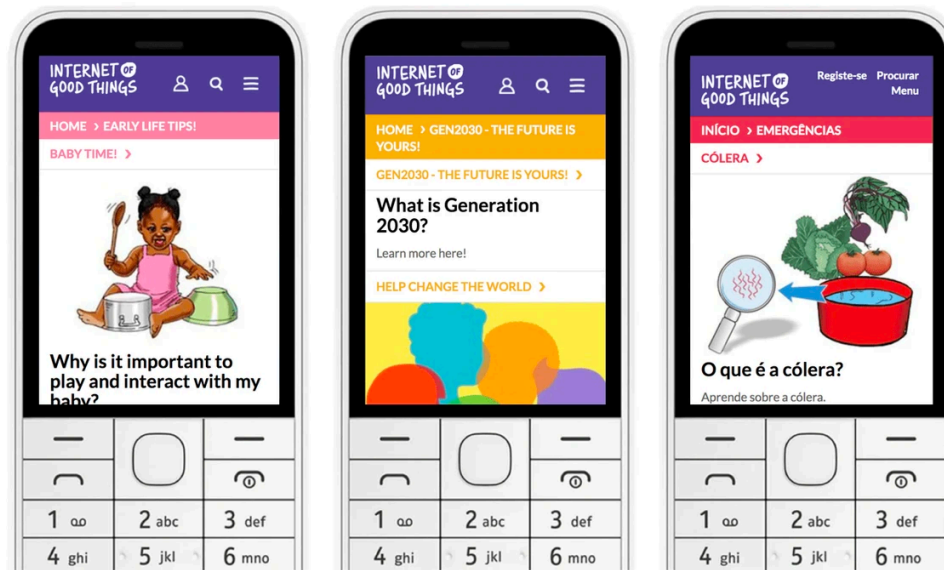 INTERNET OF
GOOD THINGS
HOME > EARLY LIFE TIPS!
BABY TIME! >
Why is it important to
play and interact with my
baby?
1
2 abc
3 def
4 ghi
5 jkl
6 mno
INTERNET OF
GOOD THINGS
HOME > GEN2030 - THE FUTURE IS
YOURS!
GEN2030 - THE FUTURE IS YOURS! >
What is Generation
2030?
Learn more here!
HELP CHANGE THE WORLD >
1
2 abc
3 def
4 ghi
5 jkl
6 mno
INTERNET OF
GOOD THINGS
Registe-se Procurar
Menu
INÍCIO > EMERGÊNCIAS
CÓLERA >
O que é a cólera?
Aprende sobre a cólera.
1
2 abc
3 def
4 ghi
5 jkl
6 mno